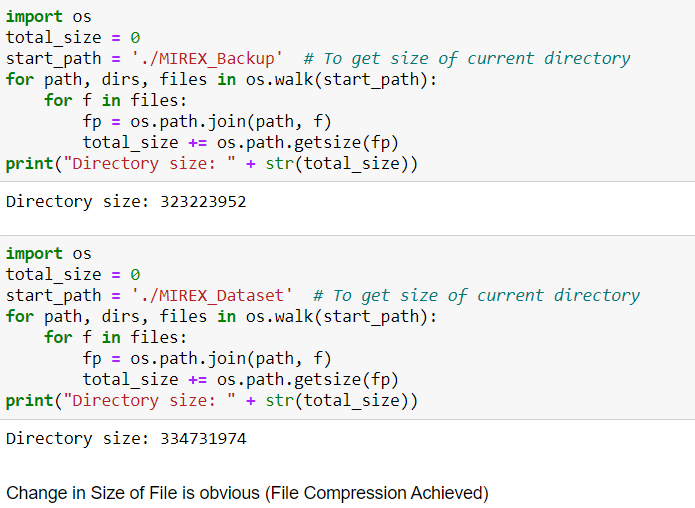 import os
total_size = 0
start_path = './MIREX_Backup'  # To get size of current directory
for path, dirs, files in os.walk(start_path):
    for f in files:
        fp = os.path.join(path, f)
        total_size += os.path.getsize(fp)
print("Directory size: " + str(total_size))
Directory size: 323223952
import os
total_size = 0
start_path = './MIREX_Dataset'  # To get size of current directory
for path, dirs, files in os.walk(start_path):
    for f in files:
        fp = os.path.join(path, f)
        total_size += os.path.getsize(fp)
print("Directory size: " + str(total_size))
Directory size: 334731974
Change in Size of File is obvious (File Compression Achieved)